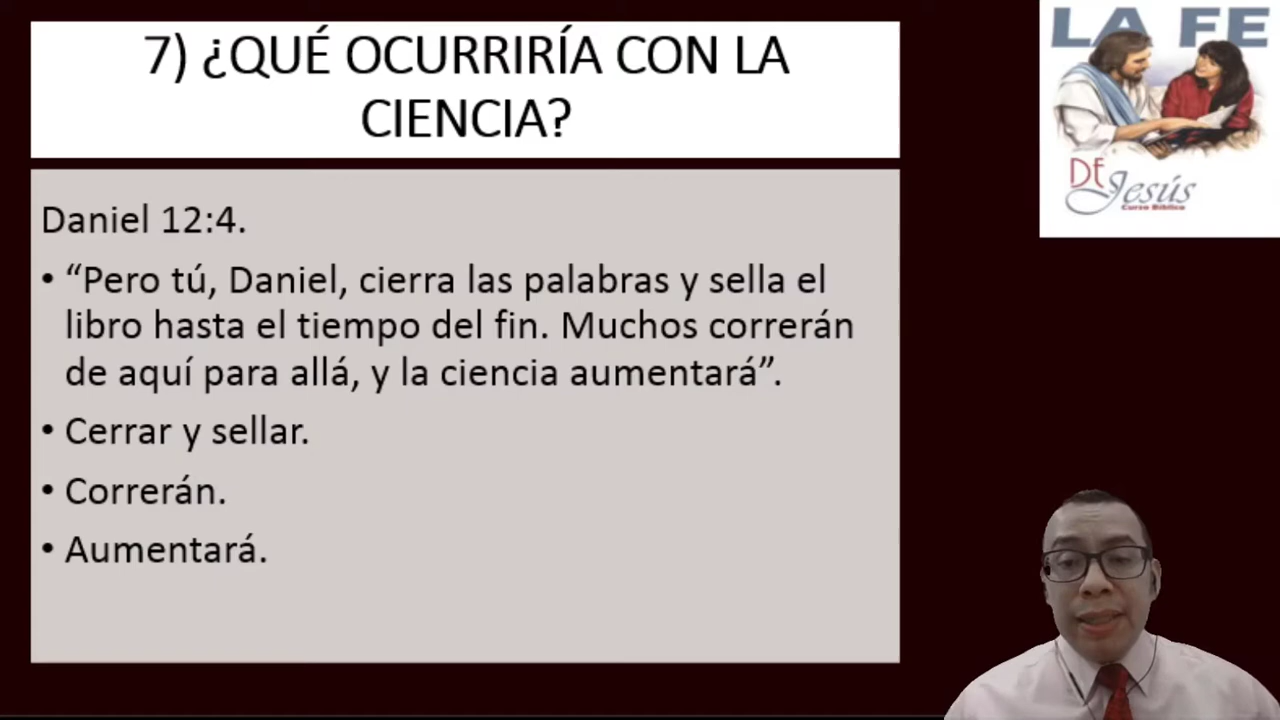 7) ¿QUÉ OCURRIRÍA CON LA
CIENCIA?
LA FE
DE Jesús
Curso Bíblico
Daniel 12:4.
• “Pero tú, Daniel, cierra las palabras y sella el
libro hasta el tiempo del fin. Muchos correrán
de aquí para allá, y la ciencia aumentará”.
• Cerrar y sellar.
• Correrán.
• Aumentará.